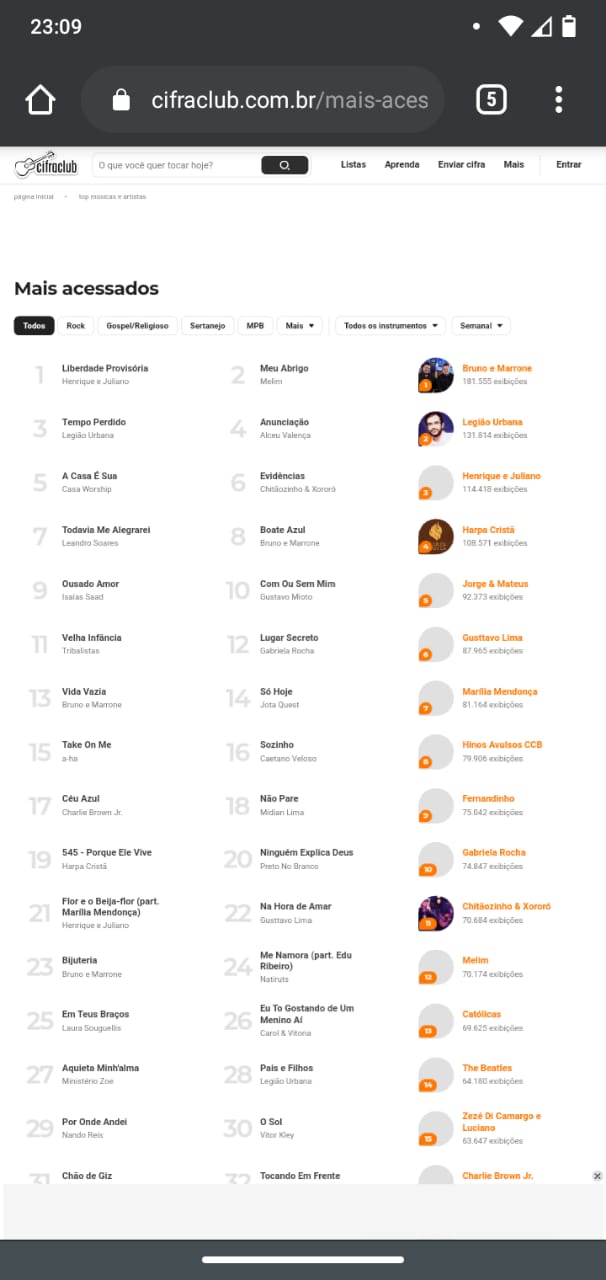 23:09
cifraclub.com.br/mais-aces
5
cifraclub
O que você quer tocar hoje?
Listas
Aprenda
Enviar cifra
Mais
Entrar
página inicial
top músicas e artistas
Mais acessados
Todos
Rock
Gospel/Religioso
Sertanejo
MPB
Mais
Todos os instrumentos
Semanal
1
Liberdade Provisória
Henrique e Juliano
2
Meu Abrigo
Melim
1
Bruno e Marrone
181.555 exibições
3
Tempo Perdido
Legião Urbana
4
Anunciação
Alceu Valença
2
Legião Urbana
131.814 exibições
5
A Casa É Sua
Casa Worship
6
Evidências
Chitãozinho & Xororó
3
Henrique e Juliano
114.418 exibições
7
Todavia Me Alegrarei
Leandro Soares
8
Boate Azul
Bruno e Marrone
4
Harpa Cristã
108.571 exibições
9
Ousado Amor
Isaías Saad
10
Com Ou Sem Mim
Gustavo Mioto
5
Jorge & Mateus
92.373 exibições
11
Velha Infância
Tribalistas
12
Lugar Secreto
Gabriela Rocha
6
Gusttavo Lima
87.965 exibições
13
Vida Vazia
Bruno e Marrone
14
Só Hoje
Jota Quest
7
Marília Mendonça
81.164 exibições
15
Take On Me
a-ha
16
Sozinho
Caetano Veloso
8
Hinos Avulsos CCB
79.906 exibições
17
Céu Azul
Charlie Brown Jr.
18
Não Pare
Midian Lima
9
Fernandinho
75.042 exibições
19
545 - Porque Ele Vive
Harpa Cristã
20
Ninguém Explica Deus
Preto No Branco
10
Gabriela Rocha
74.847 exibições
21
Flor e o Beija-flor (part.
Marília Mendonça)
Henrique e Juliano
22
Na Hora de Amar
Gusttavo Lima
11
Chitãozinho & Xororó
70.684 exibições
23
Bijuteria
Bruno e Marrone
24
Me Namora (part. Edu
Ribeiro)
Natiruts
12
Melim
70.174 exibições
25
Em Teus Braços
Laura Souguellis
26
Eu To Gostando de Um
Menino Aí
Carol & Vitoria
13
Católicas
69.625 exibições
27
Aquieta Minh'alma
Ministério Zoe
28
Pais e Filhos
Legião Urbana
14
The Beatles
64.180 exibições
29
Por Onde Andei
Nando Reis
30
O Sol
Vitor Kley
15
Zezé Di Camargo e
Luciano
63.647 exibições
31
Chão de Giz
32
Tocando Em Frente
Charlie Brown Jr.